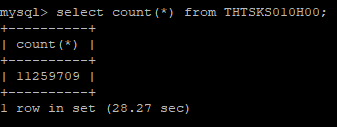 mysql> select count(*) from THTSKS010H00;
+----------+
| count(*) |
+----------+
| 11259709 |
+----------+
1 row in set (28.27 sec)